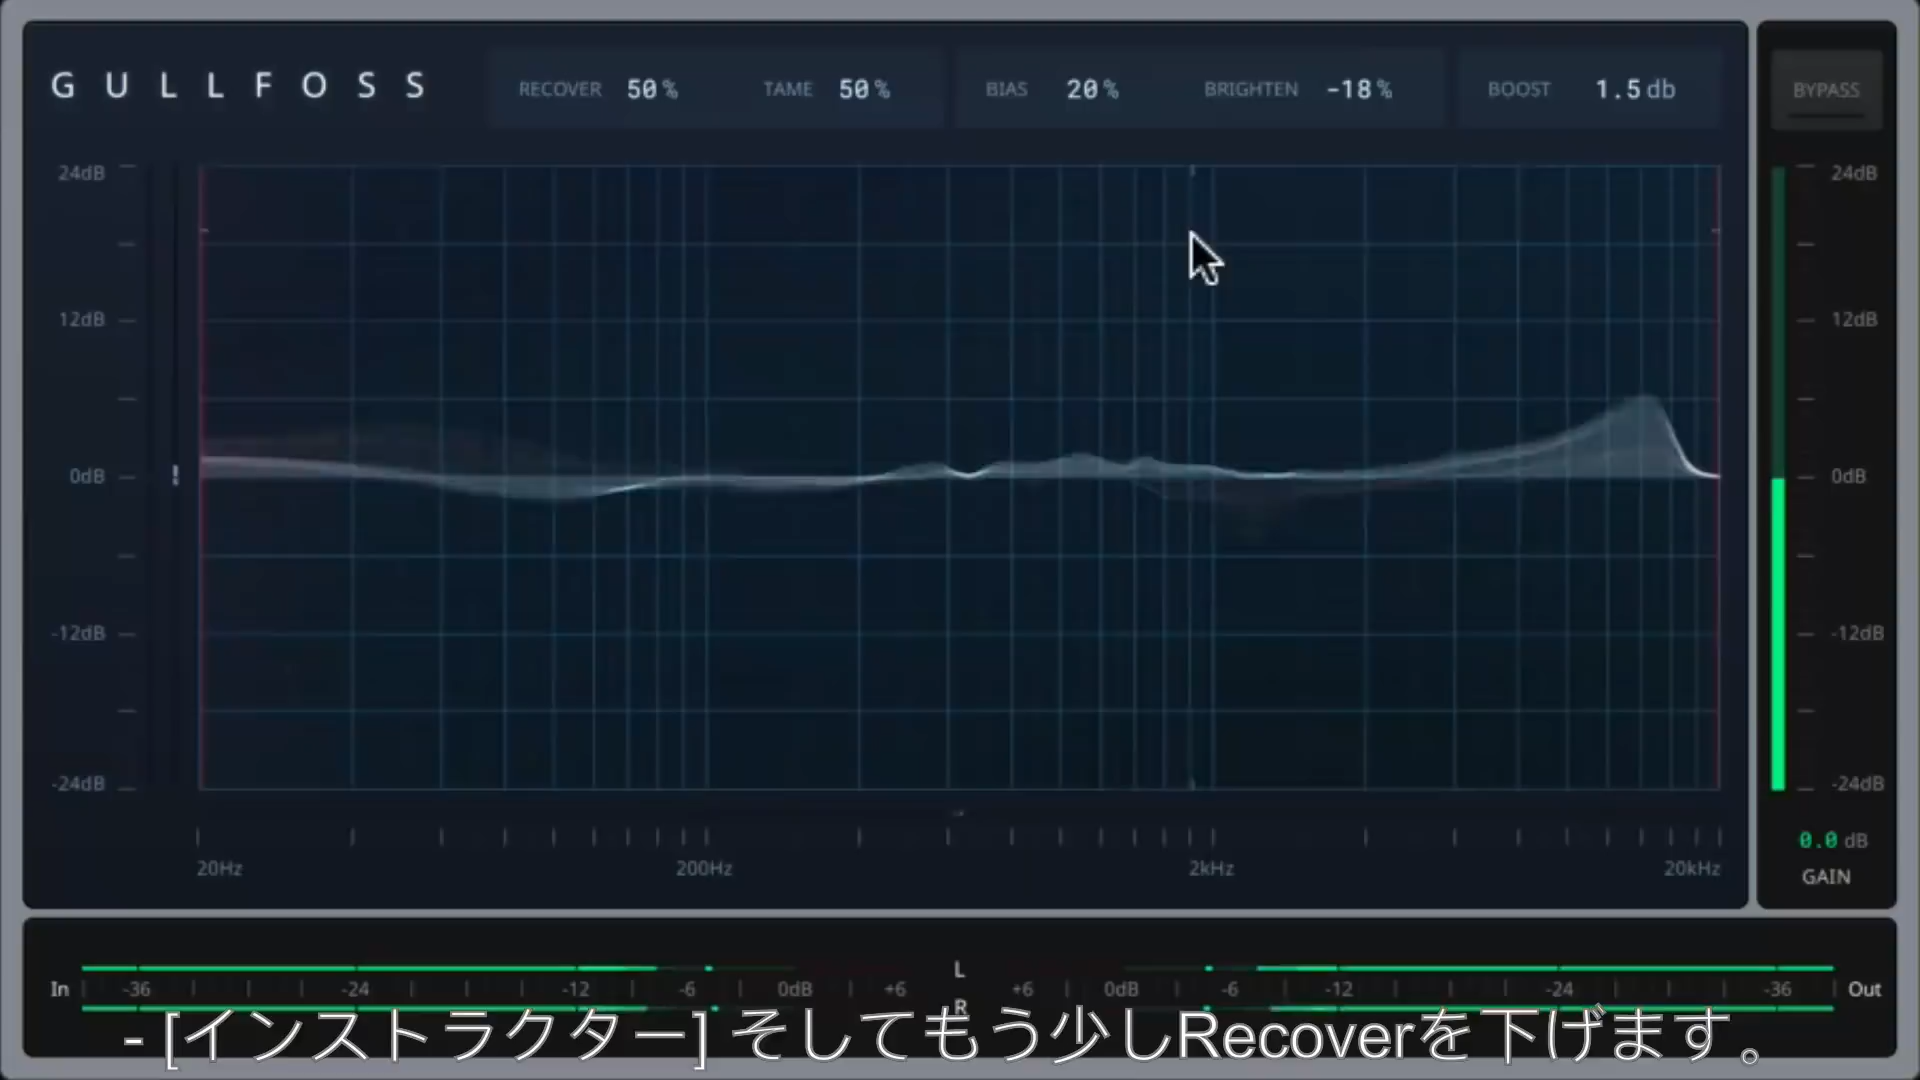 GULLFOSS
RECOVER 50% TAME 50% BIAS 20% BRIGHTEN -18% BOOST 1.5db BYPASS
24dB 24dB
12dB 12dB
0dB 0dB
-12dB -12dB
-24dB -24dB
20Hz 200Hz 2kHz 20kHz
0.0 dB
GAIN
L
In -36 -24 -12 -6 0dB +6 +6 0dB -6 -12 -24 -36 Out
R
- [インストラクター] そしてもう少しRecoverを下げます。